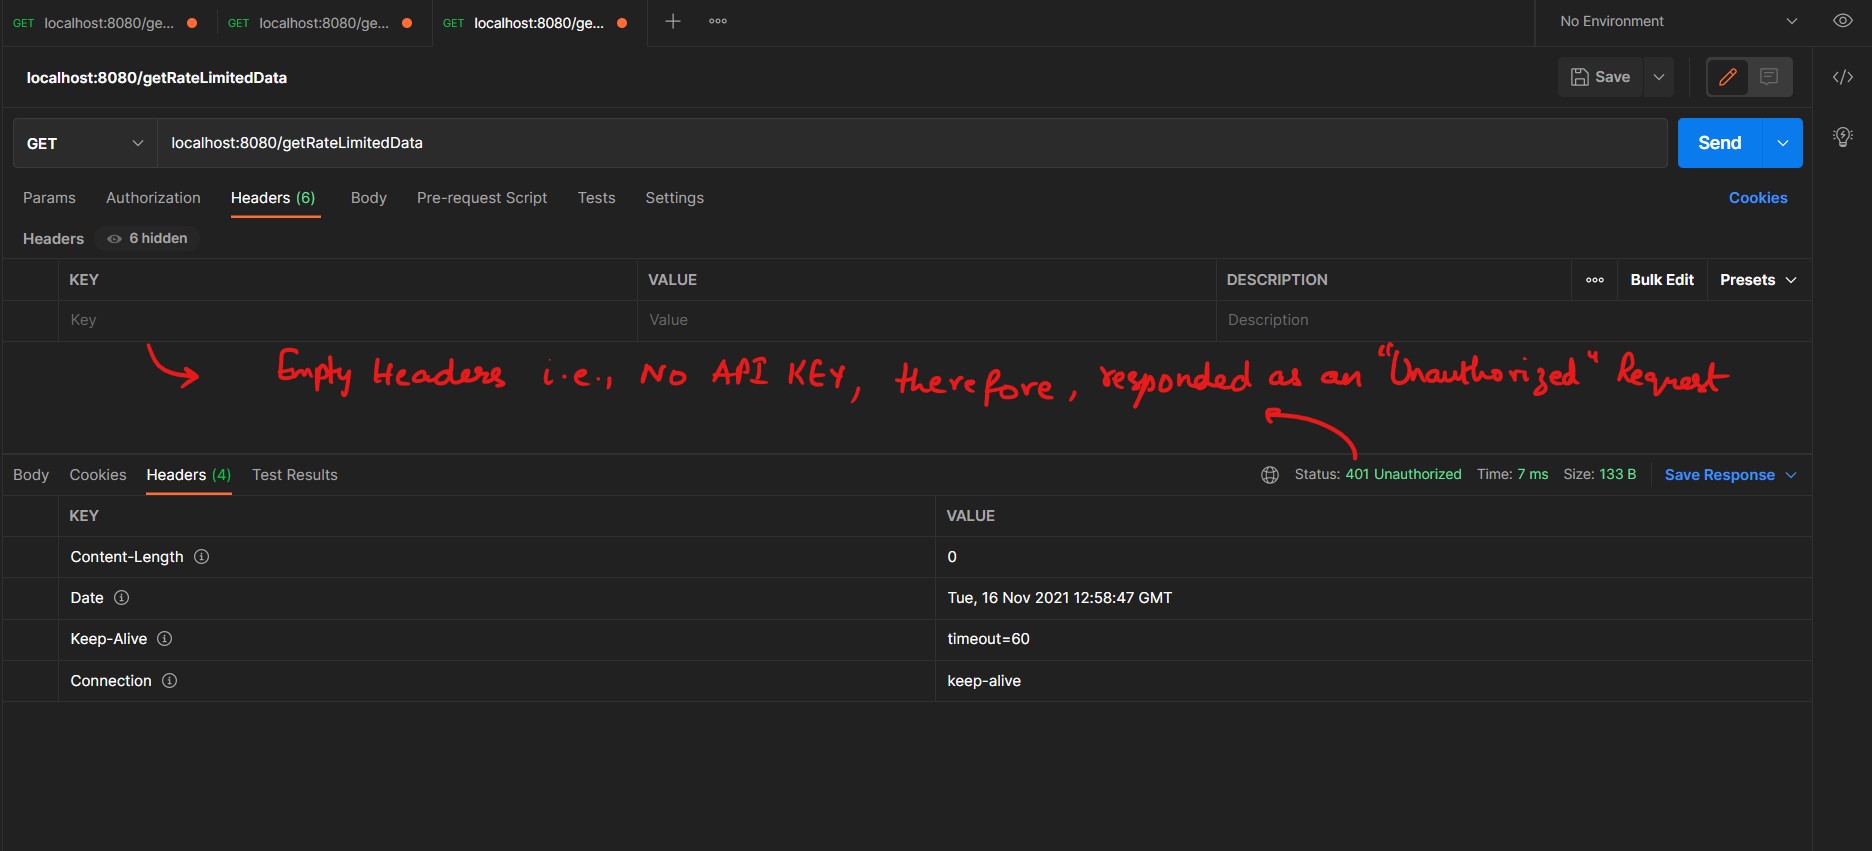 GET localhost:8080/ge... GET localhost:8080/ge... GET localhost:8080/ge... No Environment
localhost:8080/getRateLimitedData Save
GET localhost:8080/getRateLimitedData Send
Params Authorization Headers (6) Body Pre-request Script Tests Settings Cookies
Headers 6 hidden
KEY VALUE DESCRIPTION Bulk Edit Presets
Key Value Description
Empty Headers i.e., NO API KEY, therefore, responded as an "Unauthorized" Request
Body Cookies Headers (4) Test Results Status: 401 Unauthorized Time: 7 ms Size: 133 B Save Response
KEY VALUE
Content-Length 0
Date Tue, 16 Nov 2021 12:58:47 GMT
Keep-Alive timeout=60
Connection keep-alive